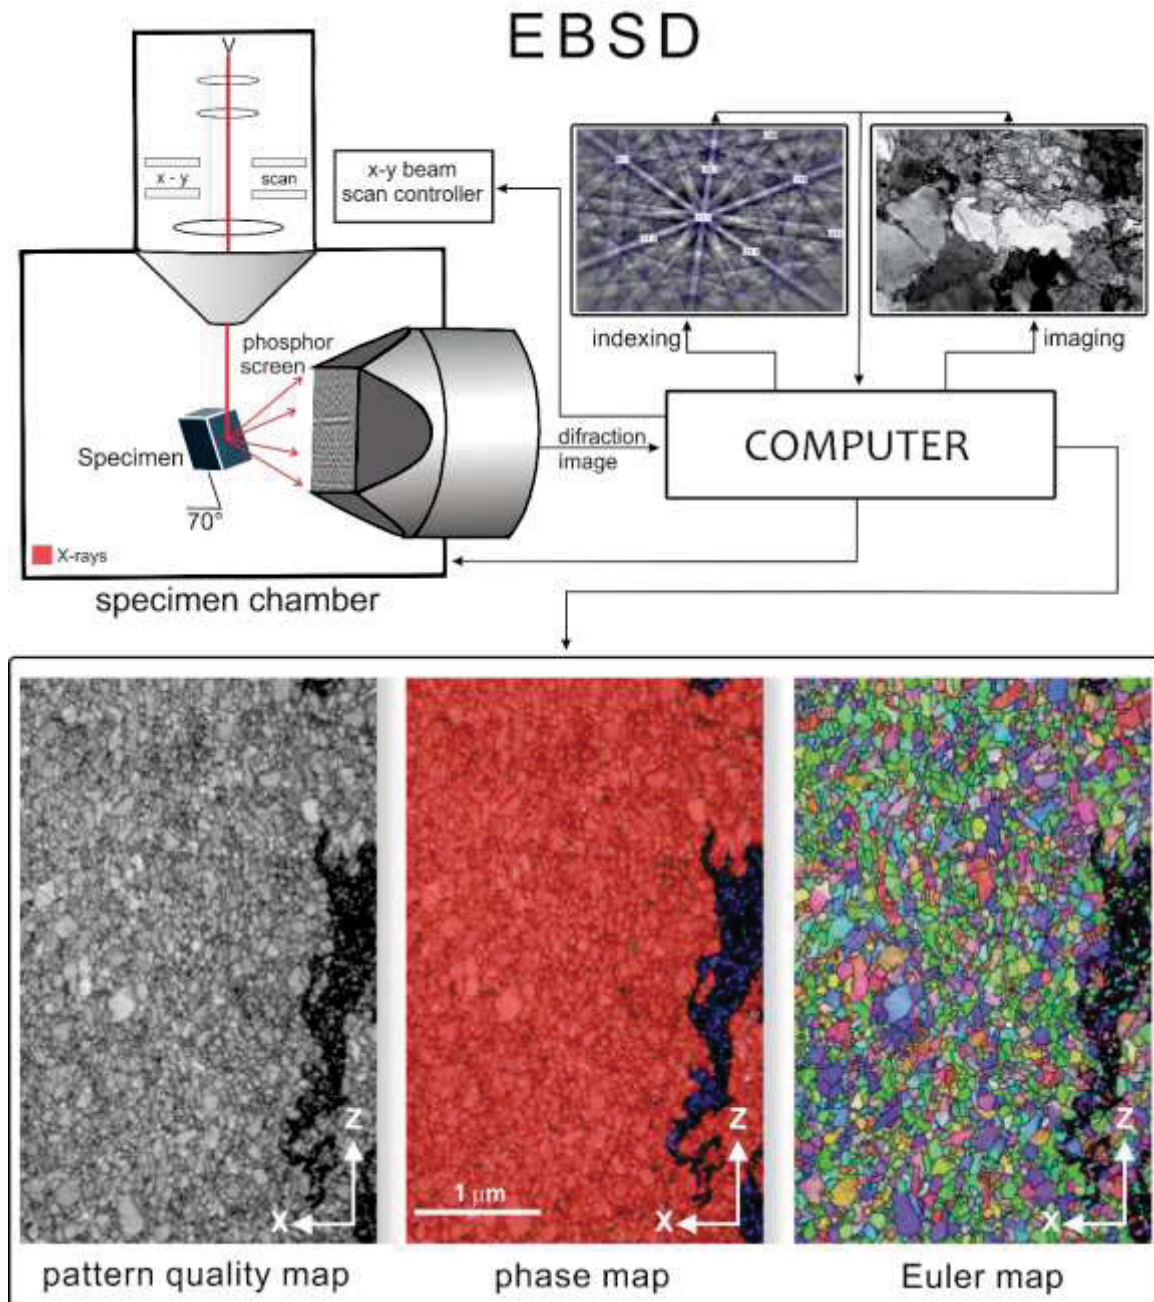 EBSD
x - y
scan
x-y beam
scan controller
indexing
imaging
phosphor
screen
Specimen
70°
difraction
image
COMPUTER
X-rays
specimen chamber
Z
X
1 µm
Z
X
Z
X
pattern quality map
phase map
Euler map